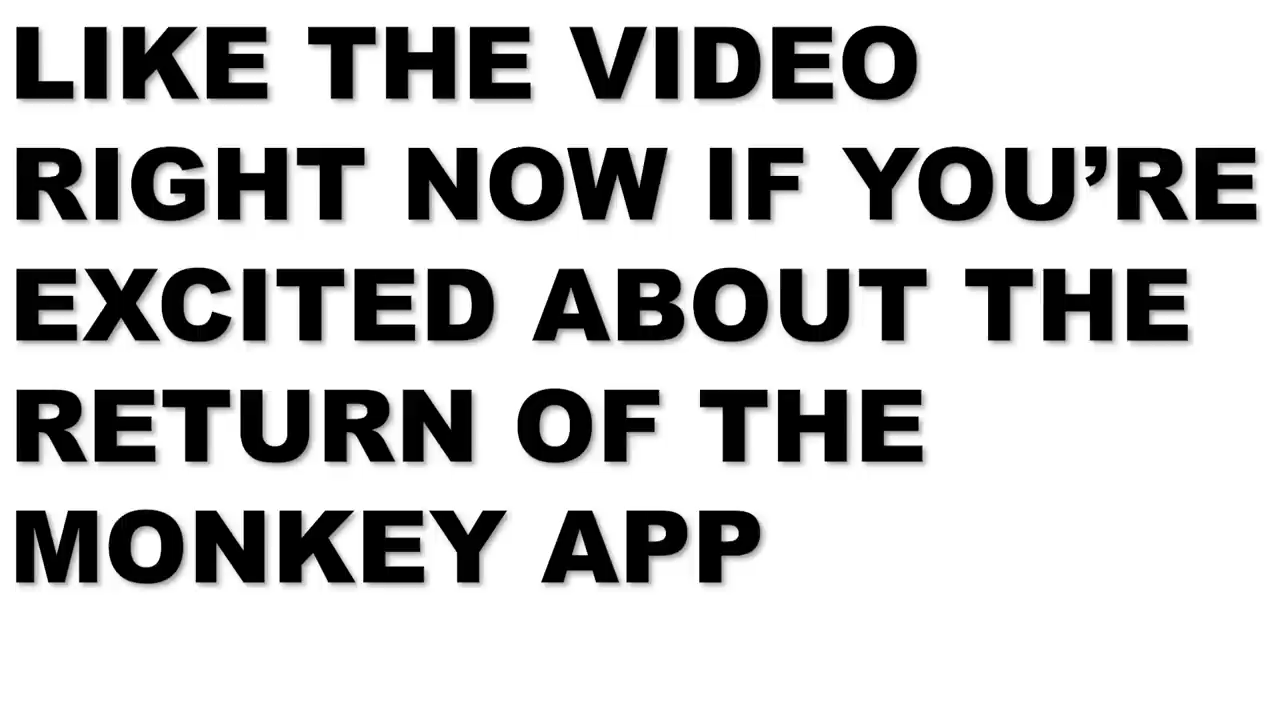 LIKE THE VIDEO
RIGHT NOW IF YOU’RE
EXCITED ABOUT THE
RETURN OF THE
MONKEY APP